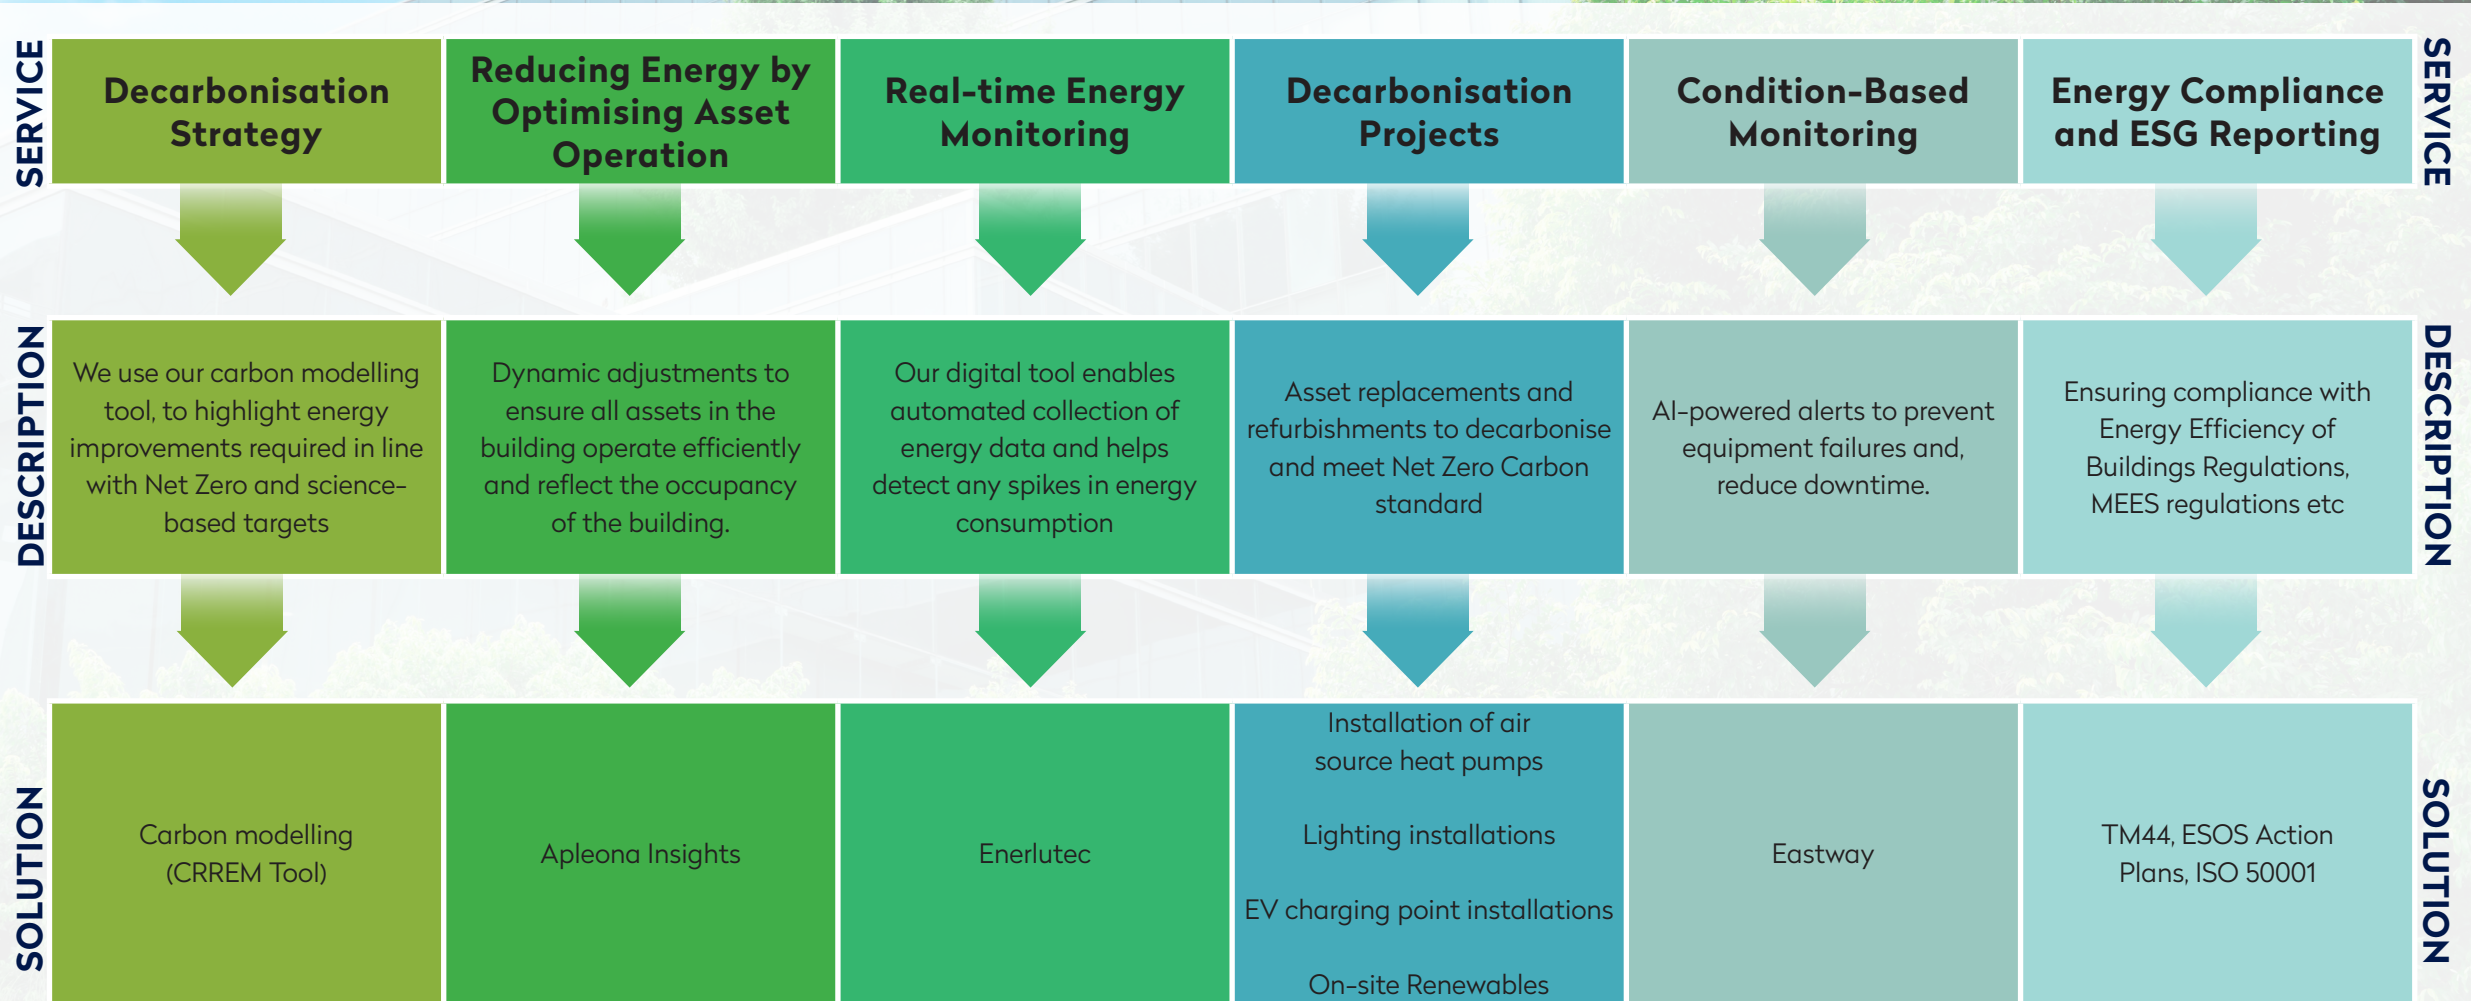 SERVICE
Decarbonisation
Strategy
Reducing Energy by
Optimising Asset
Operation
Real-time Energy
Monitoring
Decarbonisation
Projects
Condition-Based
Monitoring
Energy Compliance
and ESG Reporting
SERVICE
DESCRIPTION
We use our carbon modelling
tool, to highlight energy
improvements required in line
with Net Zero and science-
based targets
Dynamic adjustments to
ensure all assets in the
building operate efficiently
and reflect the occupancy
of the building.
Our digital tool enables
automated collection of
energy data and helps
detect any spikes in energy
consumption
Asset replacements and
refurbishments to decarbonise
and meet Net Zero Carbon
standard
AI-powered alerts to prevent
equipment failures and,
reduce downtime.
Ensuring compliance with
Energy Efficiency of
Buildings Regulations,
MEES regulations etc
DESCRIPTION
SOLUTION
Carbon modelling
(CRREM Tool)
Apleona Insights
Enerlutec
Installation of air
source heat pumps
Lighting installations
EV charging point installations
On-site Renewables
Eastway
TM44, ESOS Action
Plans, ISO 50001
SOLUTION